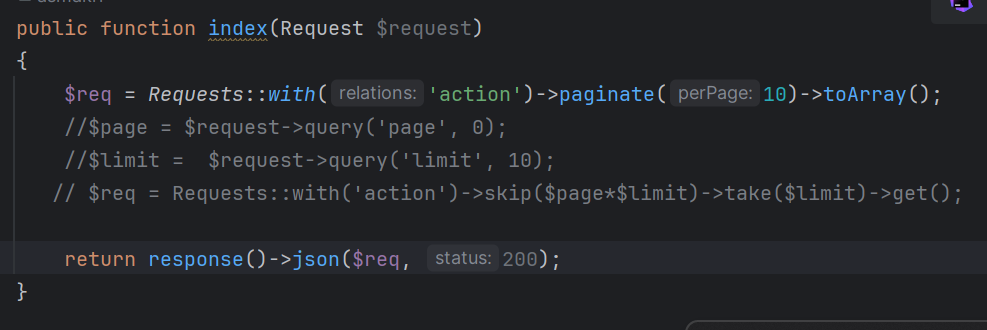 public function index(Request $request)
{
    $req = Requests::with( relations: 'action')->paginate( perPage: 10)->toArray();
    //$page = $request->query('page', 0);
    //$limit =  $request->query('limit', 10);
   // $req = Requests::with('action')->skip($page*$limit)->take($limit)->get();
    return response()->json($req,  status: 200);
}